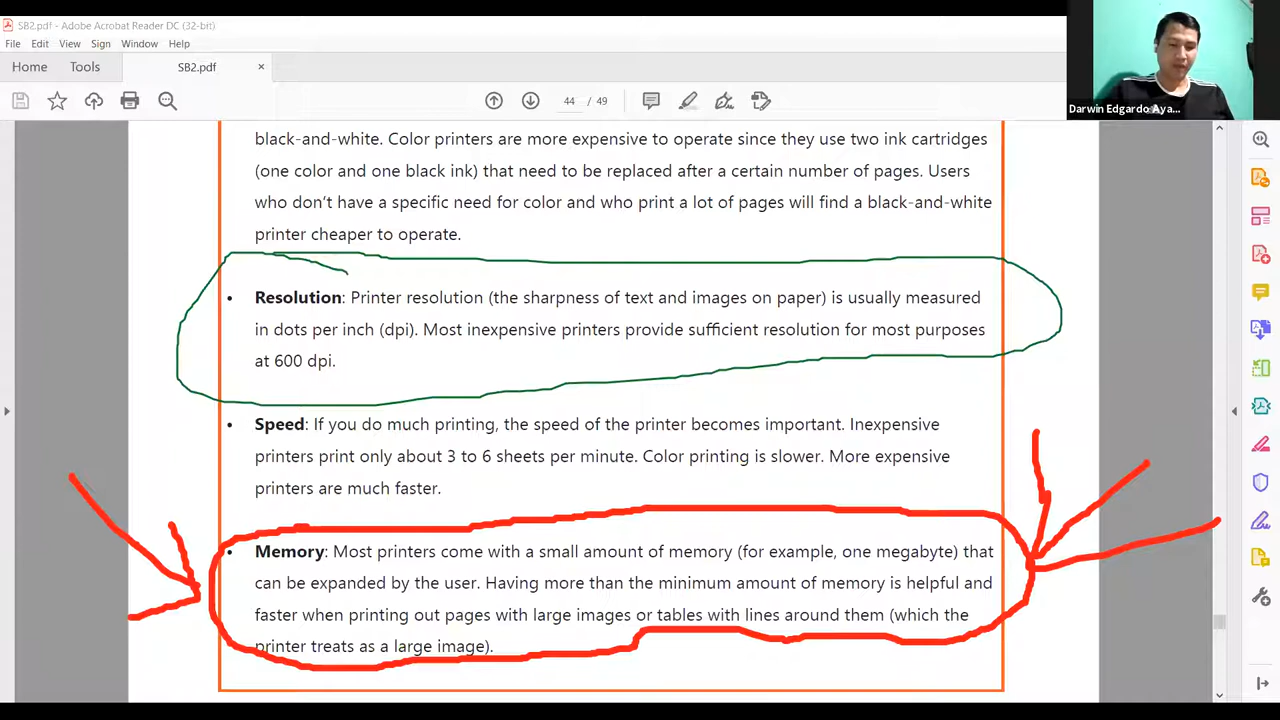 SB2.pdf - Adobe Acrobat Reader DC (32-bit)
File Edit View Sign Window Help
Home Tools SB2.pdf ×
44 / 49
Darwin Edgardo Aya...
black-and-white. Color printers are more expensive to operate since they use two ink cartridges
(one color and one black ink) that need to be replaced after a certain number of pages. Users
who don't have a specific need for color and who print a lot of pages will find a black-and-white
printer cheaper to operate.
• Resolution: Printer resolution (the sharpness of text and images on paper) is usually measured
in dots per inch (dpi). Most inexpensive printers provide sufficient resolution for most purposes
at 600 dpi.
• Speed: If you do much printing, the speed of the printer becomes important. Inexpensive
printers print only about 3 to 6 sheets per minute. Color printing is slower. More expensive
printers are much faster.
• Memory: Most printers come with a small amount of memory (for example, one megabyte) that
can be expanded by the user. Having more than the minimum amount of memory is helpful and
faster when printing out pages with large images or tables with lines around them (which the
printer treats as a large image).